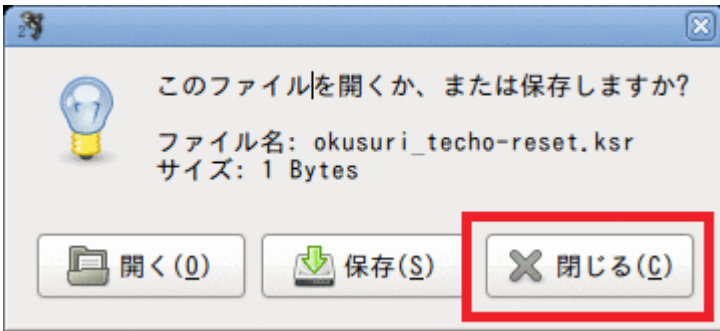 2
このファイルを開くか、または保存しますか?
ファイル名: okusuri_techo-reset.ksr
サイズ: 1 Bytes
開く(O) 保存(S) 閉じる(C)